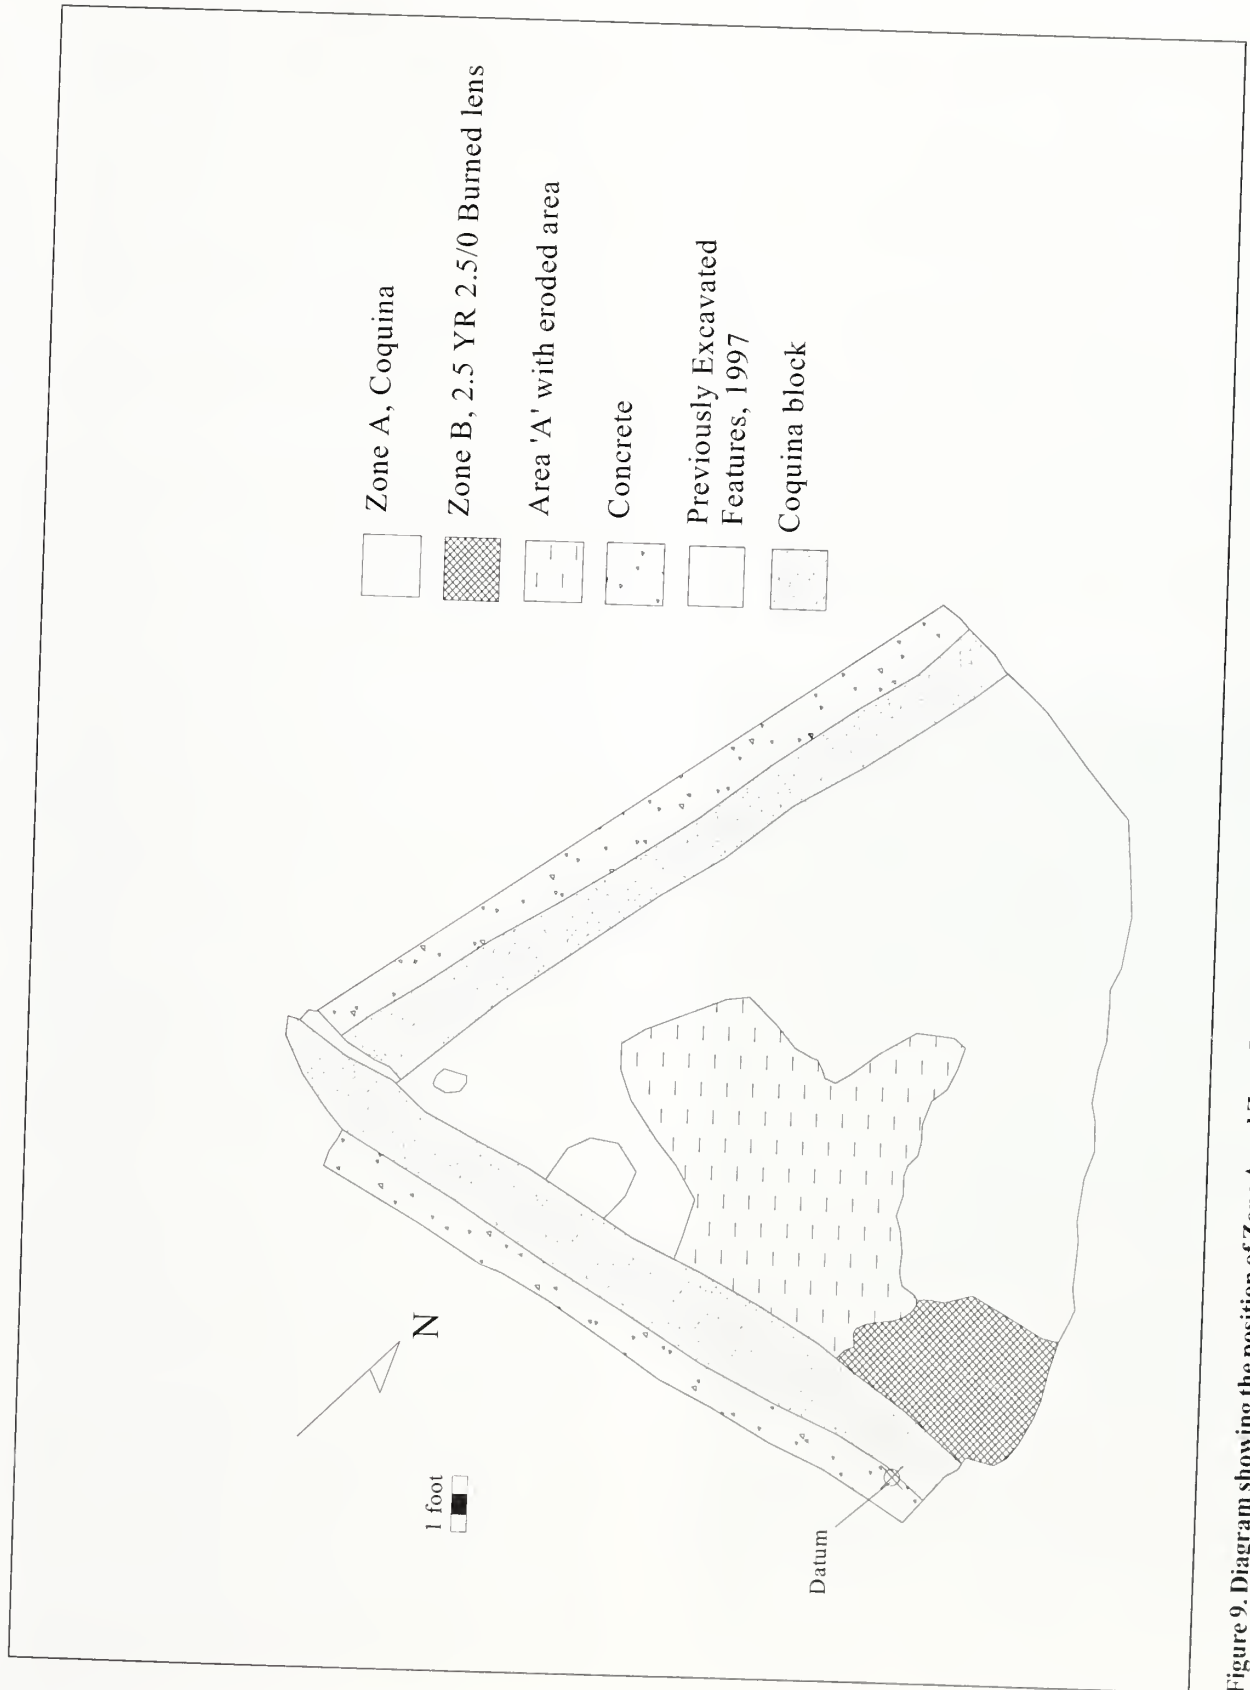 Zone A, Coquina
Zone B, 2.5 YR 2.5/0 Burned lens
Area 'A' with eroded area
Concrete
Previously Excavated
Features, 1997
Coquina block
N
1 foot
Datum
Figure 9. Diagram showing the position of Zone A and